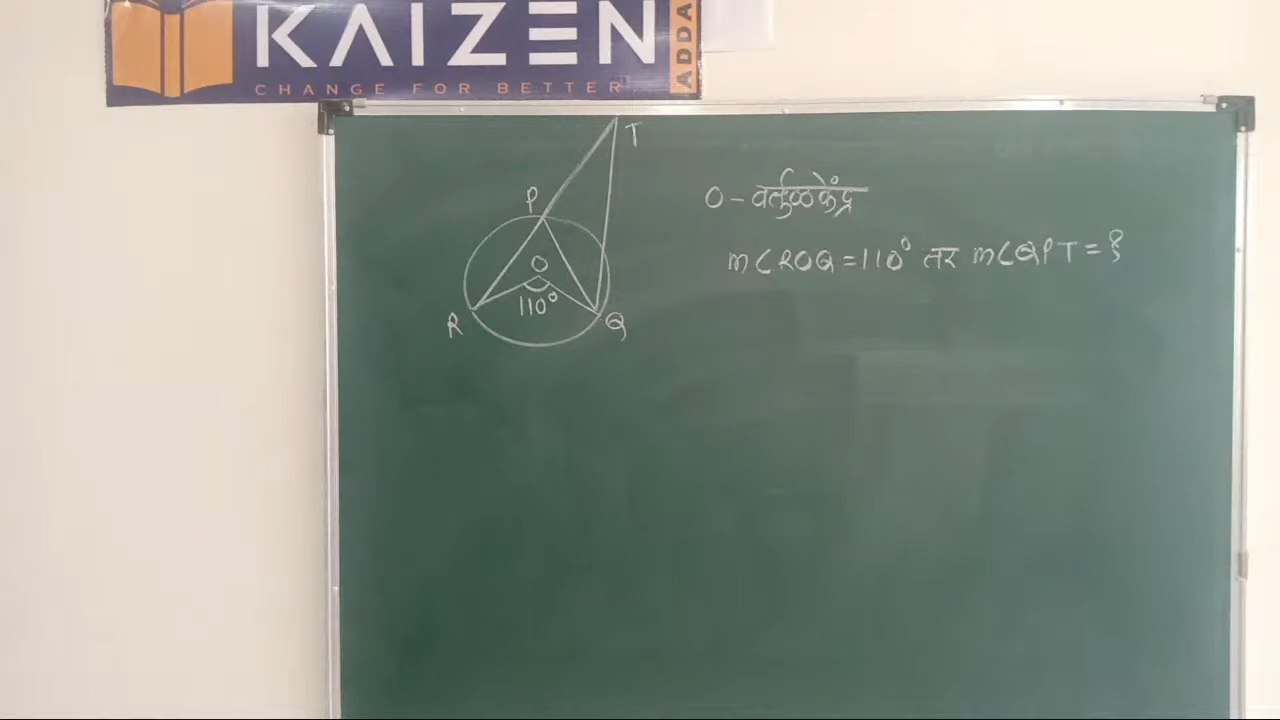 KAIZEN
ADDA
CHANGE FOR BETTER
T
P
O - वर्तुळकेंद्र
m∠ROQ = 110° तर m∠QPT = ?
O
110°
R
Q